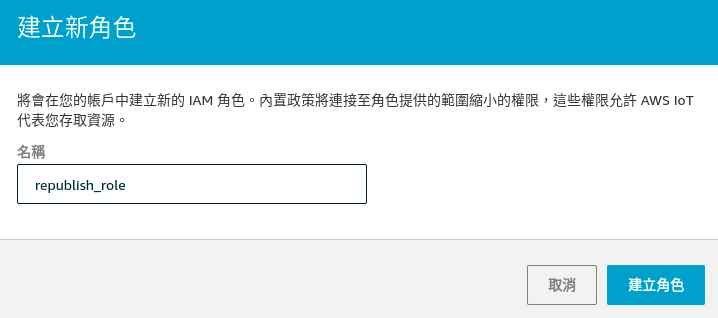 建立新角色
將會在您的帳戶中建立新的 IAM 角色。內置政策將連接至角色提供的範圍縮小的權限，這些權限允許 AWS IoT
代表您存取資源。
名稱
republish_role
取消 建立角色